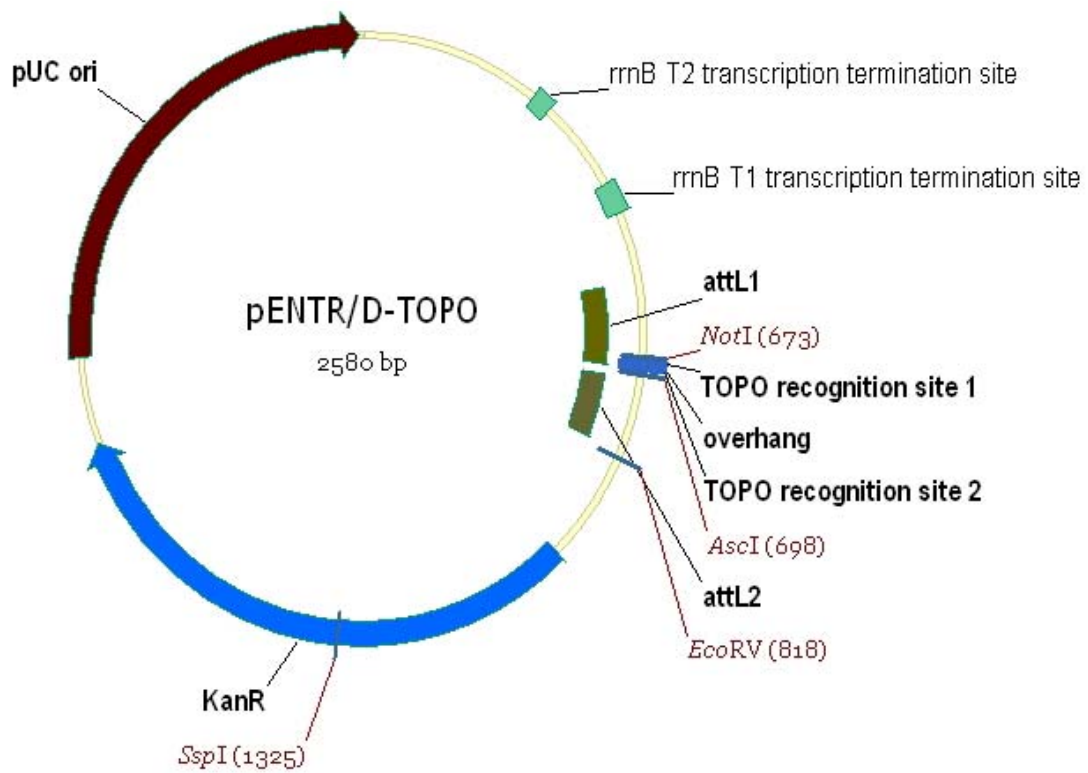 pUC ori
rrnB T2 transcription termination site
rrnB T1 transcription termination site
attL1
NotI (673)
TOPO recognition site 1
overhang
TOPO recognition site 2
AscI (698)
attL2
EcoRV (818)
pENTR/D-TOPO
2580 bp
KanR
SspI (1325)